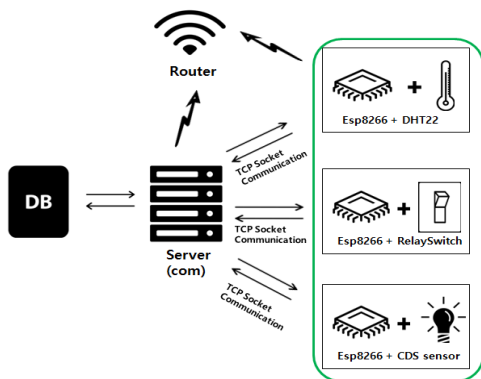 Router
Esp8266 + DHT22
TCP Socket
Communication
DB
TCP Socket
Communication
Esp8266 + RelaySwitch
Server
(com)
TCP Socket
Communication
Esp8266 + CDS sensor